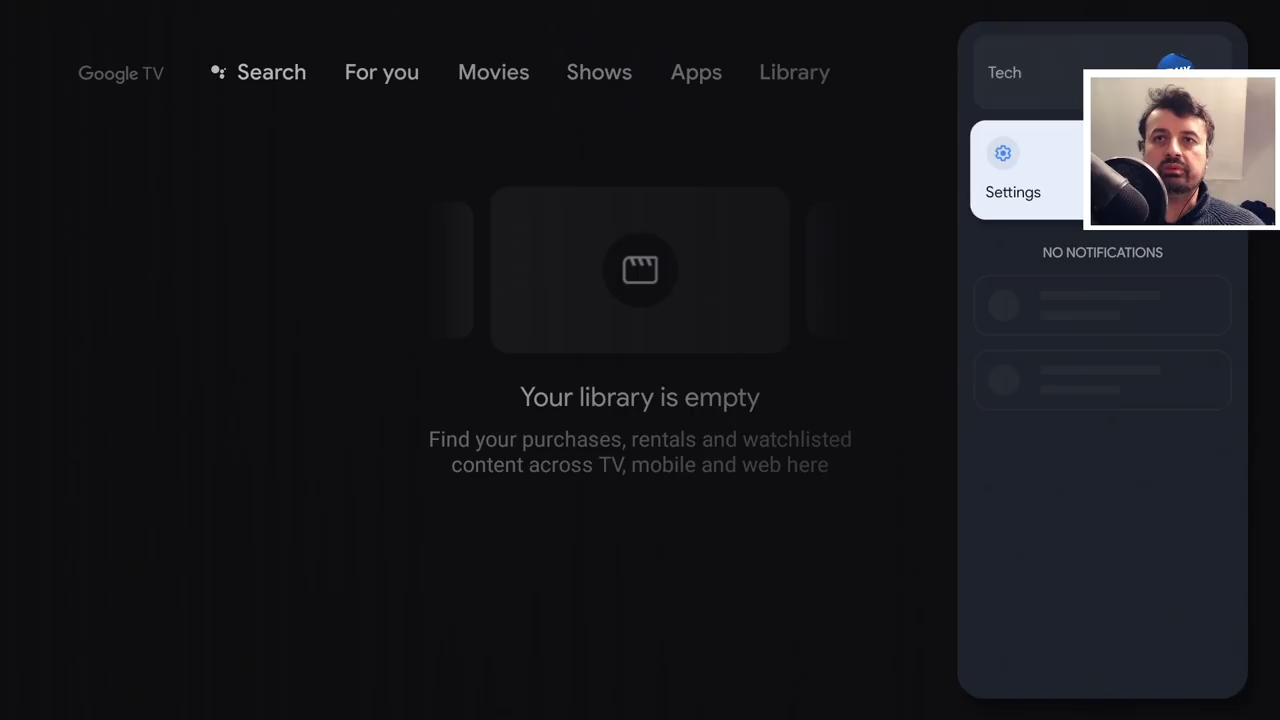 Google TV
Search
For you
Movies
Shows
Apps
Library
Tech
Settings
NO NOTIFICATIONS
Your library is empty
Find your purchases, rentals and watchlisted
content across TV, mobile and web here